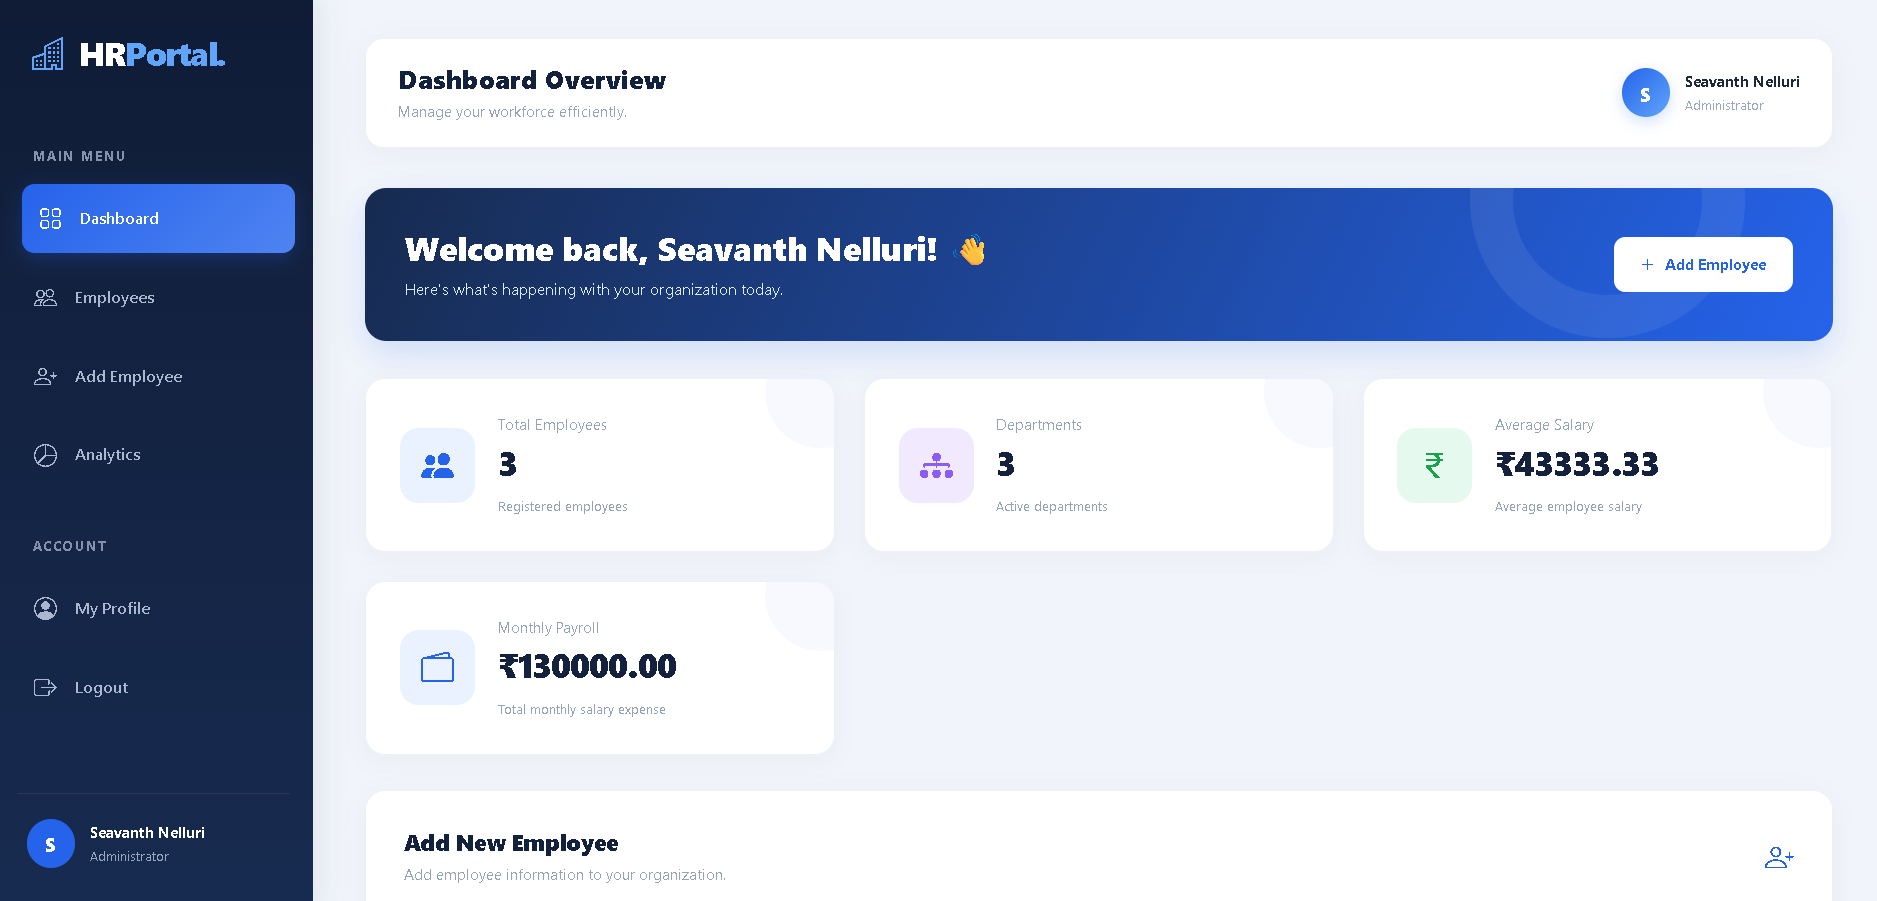 HRPortal.
MAIN MENU
Dashboard
Employees
Add Employee
Analytics
ACCOUNT
My Profile
Logout
S
Seavanth Nelluri
Administrator
Dashboard Overview
Manage your workforce efficiently.
S
Seavanth Nelluri
Administrator
Welcome back, Seavanth Nelluri! 👋
Here's what's happening with your organization today.
+ Add Employee
Total Employees
3
Registered employees
Departments
3
Active departments
₹
Average Salary
₹43333.33
Average employee salary
Monthly Payroll
₹130000.00
Total monthly salary expense
Add New Employee
Add employee information to your organization.